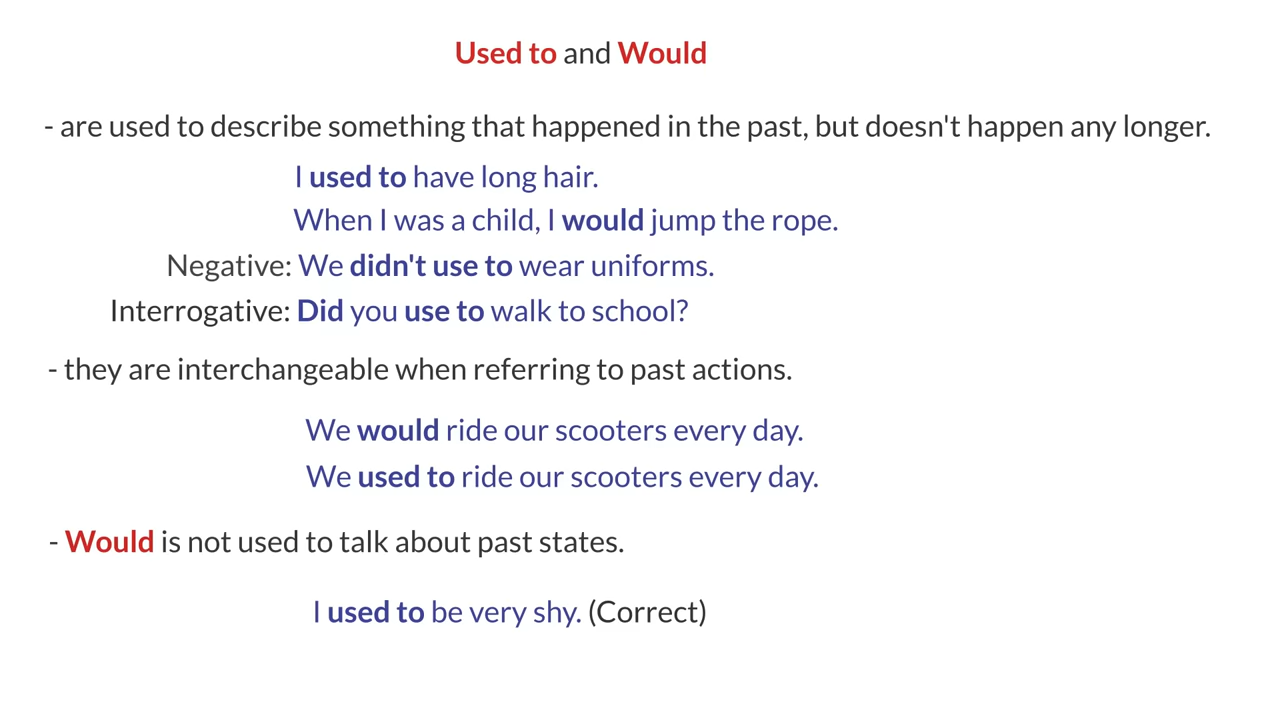 Used to and Would
- are used to describe something that happened in the past, but doesn't happen any longer.
I used to have long hair.
When I was a child, I would jump the rope.
Negative: We didn't use to wear uniforms.
Interrogative: Did you use to walk to school?
- they are interchangeable when referring to past actions.
We would ride our scooters every day.
We used to ride our scooters every day.
- Would is not used to talk about past states.
I used to be very shy. (Correct)